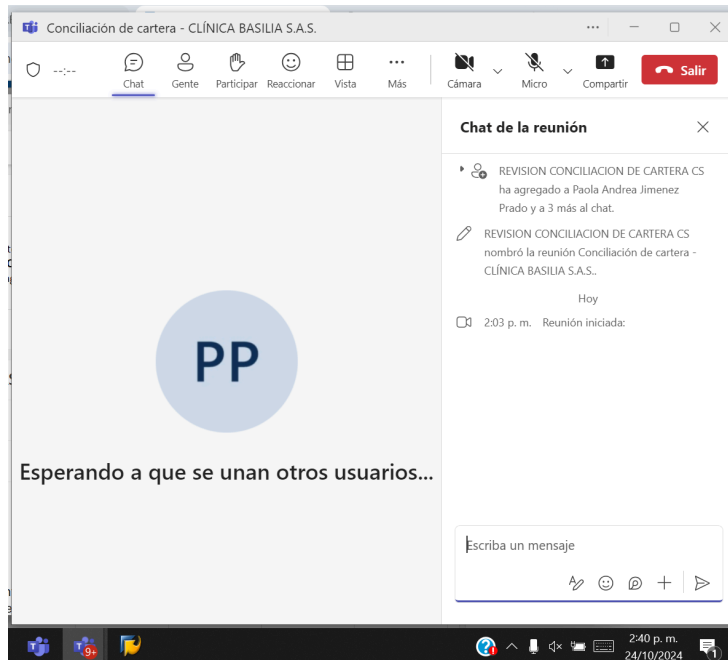 Conciliación de cartera - CLÍNICA BASILIA S.A.S.
--:--
Chat
Gente
Participar
Reaccionar
Vista
Más
Cámara
Micro
Compartir
Salir
PP
Esperando a que se unan otros usuarios...
Chat de la reunión
REVISION CONCILIACION DE CARTERA CS
ha agregado a Paola Andrea Jimenez
Prado y a 3 más al chat.
REVISION CONCILIACION DE CARTERA CS
nombró la reunión Conciliación de cartera -
CLÍNICA BASILIA S.A.S..
Hoy
2:03 p. m. Reunión iniciada:
Escriba un mensaje
9+
2:40 p. m.
24/10/2024
1